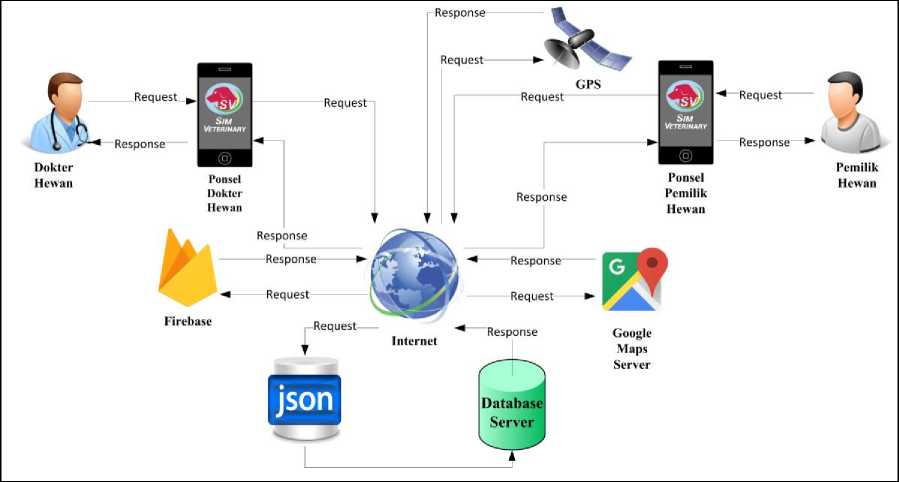 Response
Request
GPS
Request
SV
SIM
VETERINARY
Request
Request
SV
SIM
VETERINARY
Request
Response
Response
Dokter
Hewan
Ponsel
Dokter
Hewan
Ponsel
Pemilik
Hewan
Pemilik
Hewan
Response
Response
Response
Response
G
Request
Request
Firebase
Internet
Google
Maps
Server
Request
Response
json
Database
Server